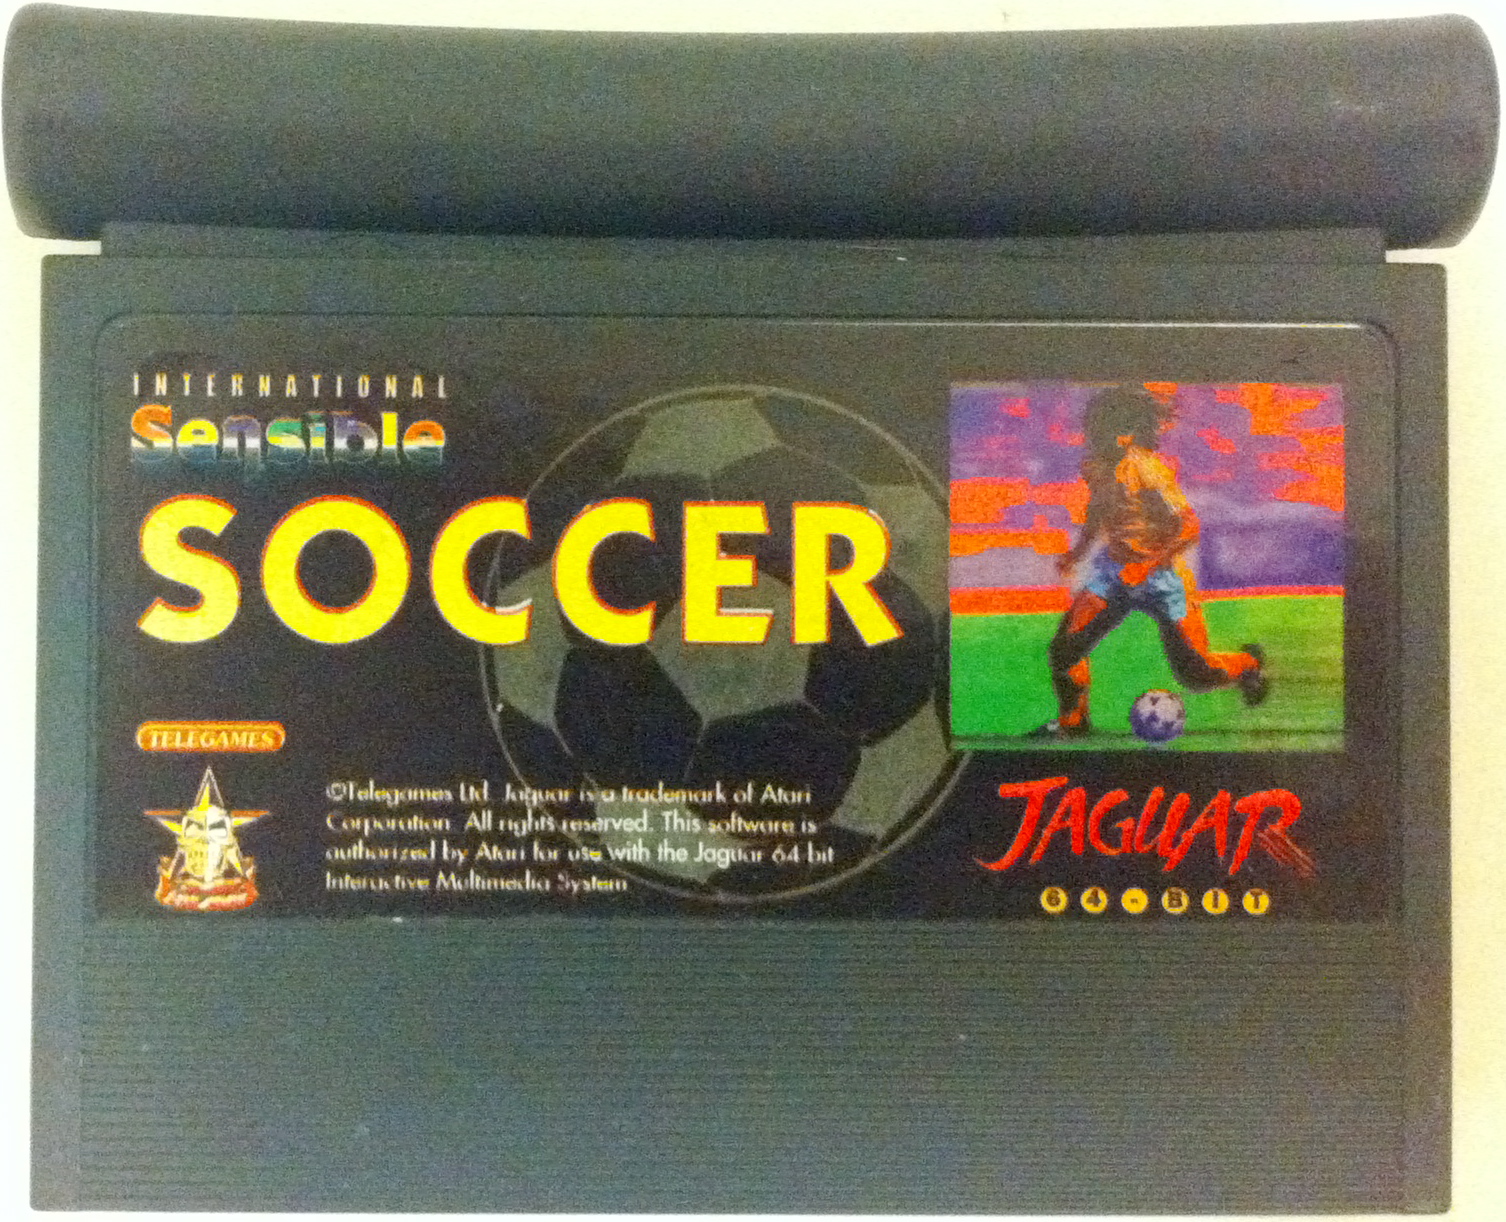 INTERNATIONAL
Sensible
SOCCER
TELEGAMES
©Telegames Ltd. Jaguar is a trademark of Atari
Corporation. All rights reserved. This software is
authorized by Atari for use with the Jaguar 64 bit
Interactive Multimedia System
JAGUAR
64-BIT